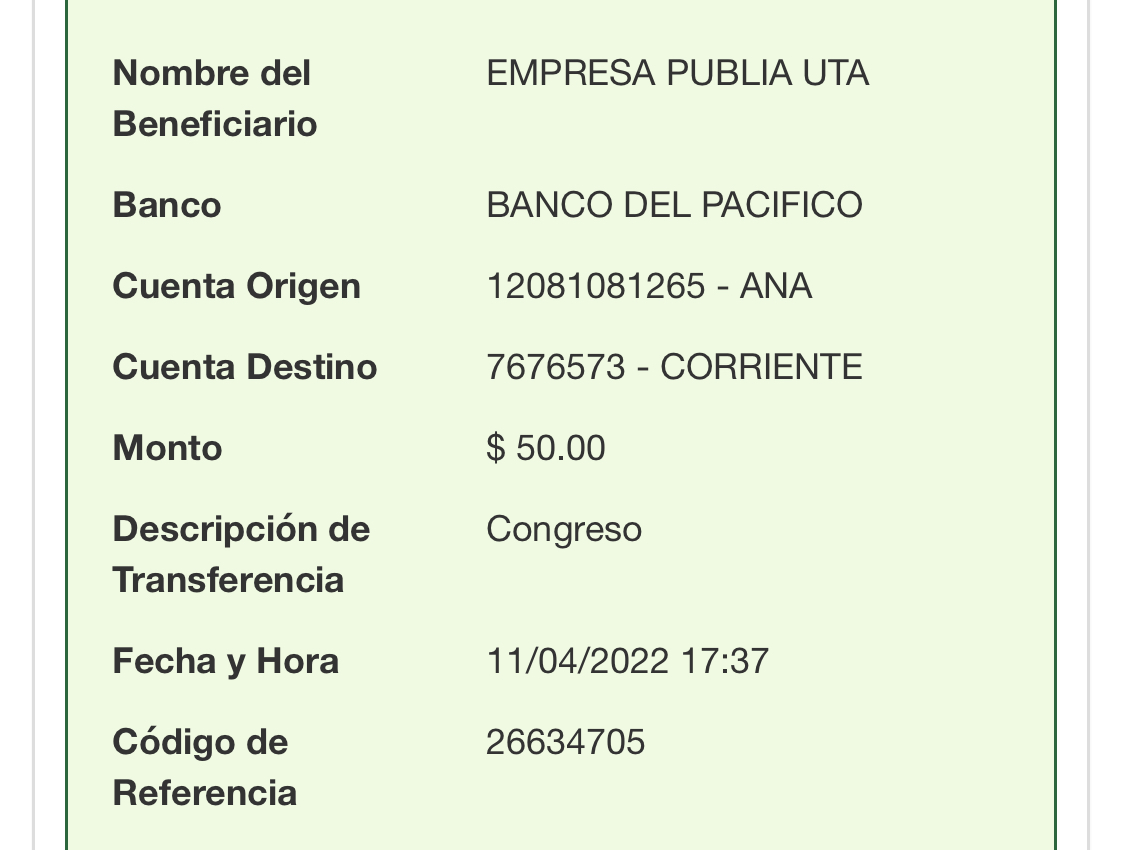 Nombre del EMPRESA PUBLIA UTA
Beneficiario
Banco BANCO DEL PACIFICO
Cuenta Origen 12081081265 - ANA
Cuenta Destino 7676573 - CORRIENTE
Monto $ 50.00
Descripción de Congreso
Transferencia
Fecha y Hora 11/04/2022 17:37
Código de 26634705
Referencia